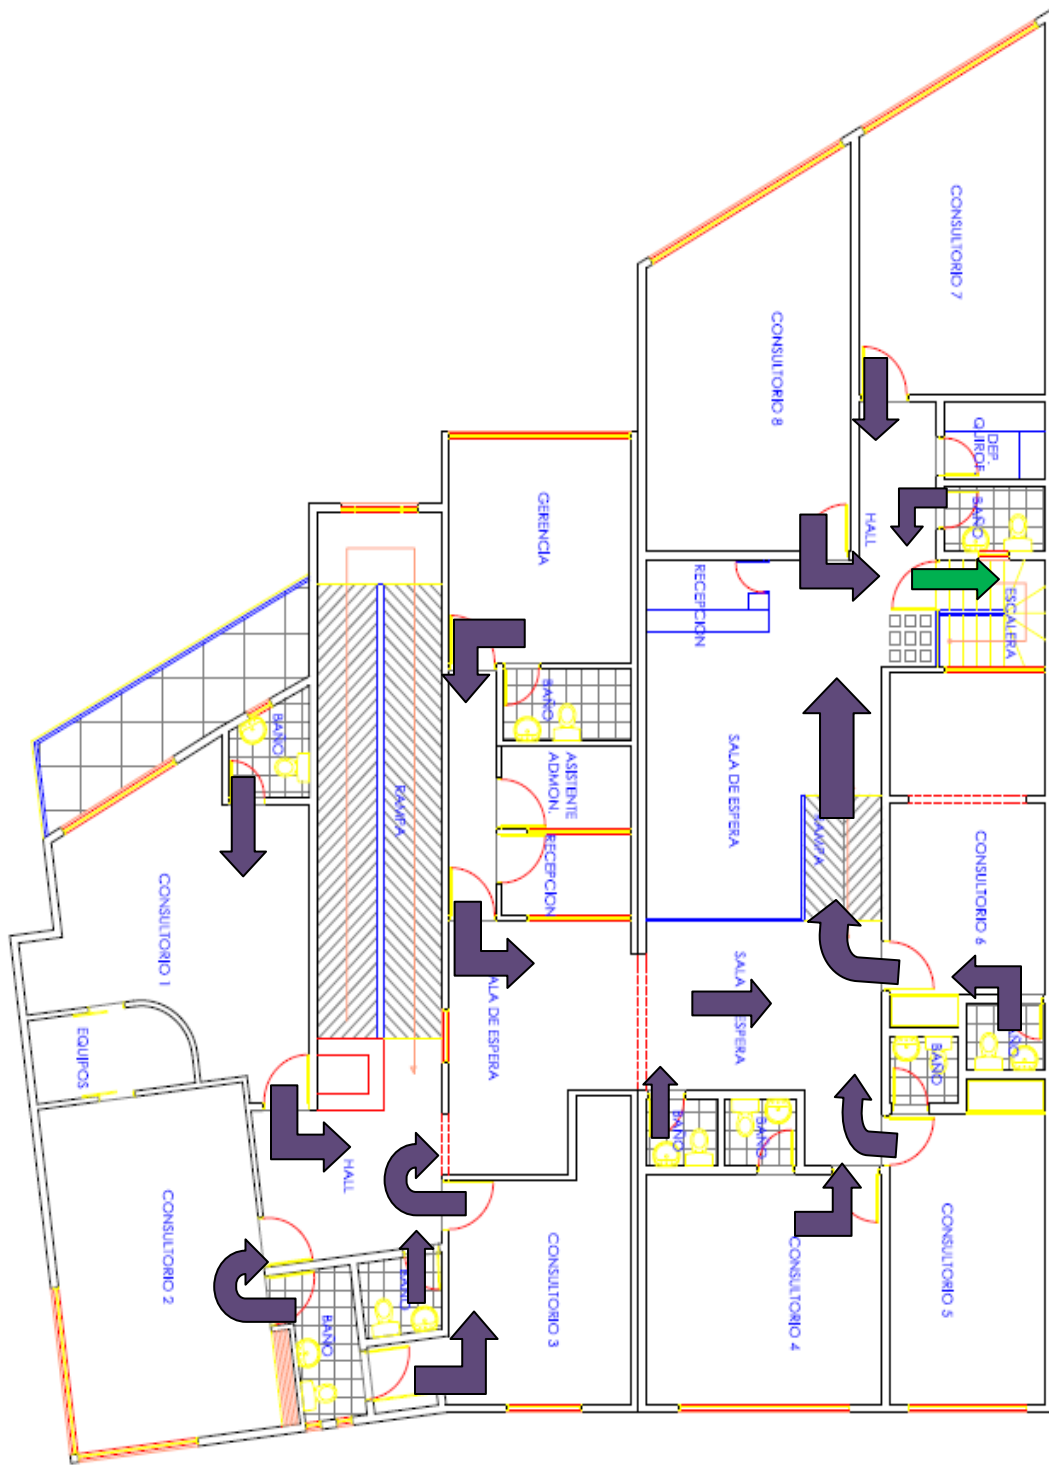 CONSULTORIO 7
CONSULTORIO 8
DEP.
QUIROF.
BAÑO
HALL
ESCALERA
RECEPCION
GERENCIA
BAÑO
ASISTENTE
ADMON.
RECEPCION
SALA DE ESPERA
RAMPA
BAÑO
RAMPA
CONSULTORIO 6
CONSULTORIO 1
ALA DE ESPERA
SALA
ESPERA
EQUIPOS
BAÑO
BAÑO
BAÑO
HALL
CONSULTORIO 2
CONSULTORIO 3
CONSULTORIO 4
CONSULTORIO 5
BAÑO